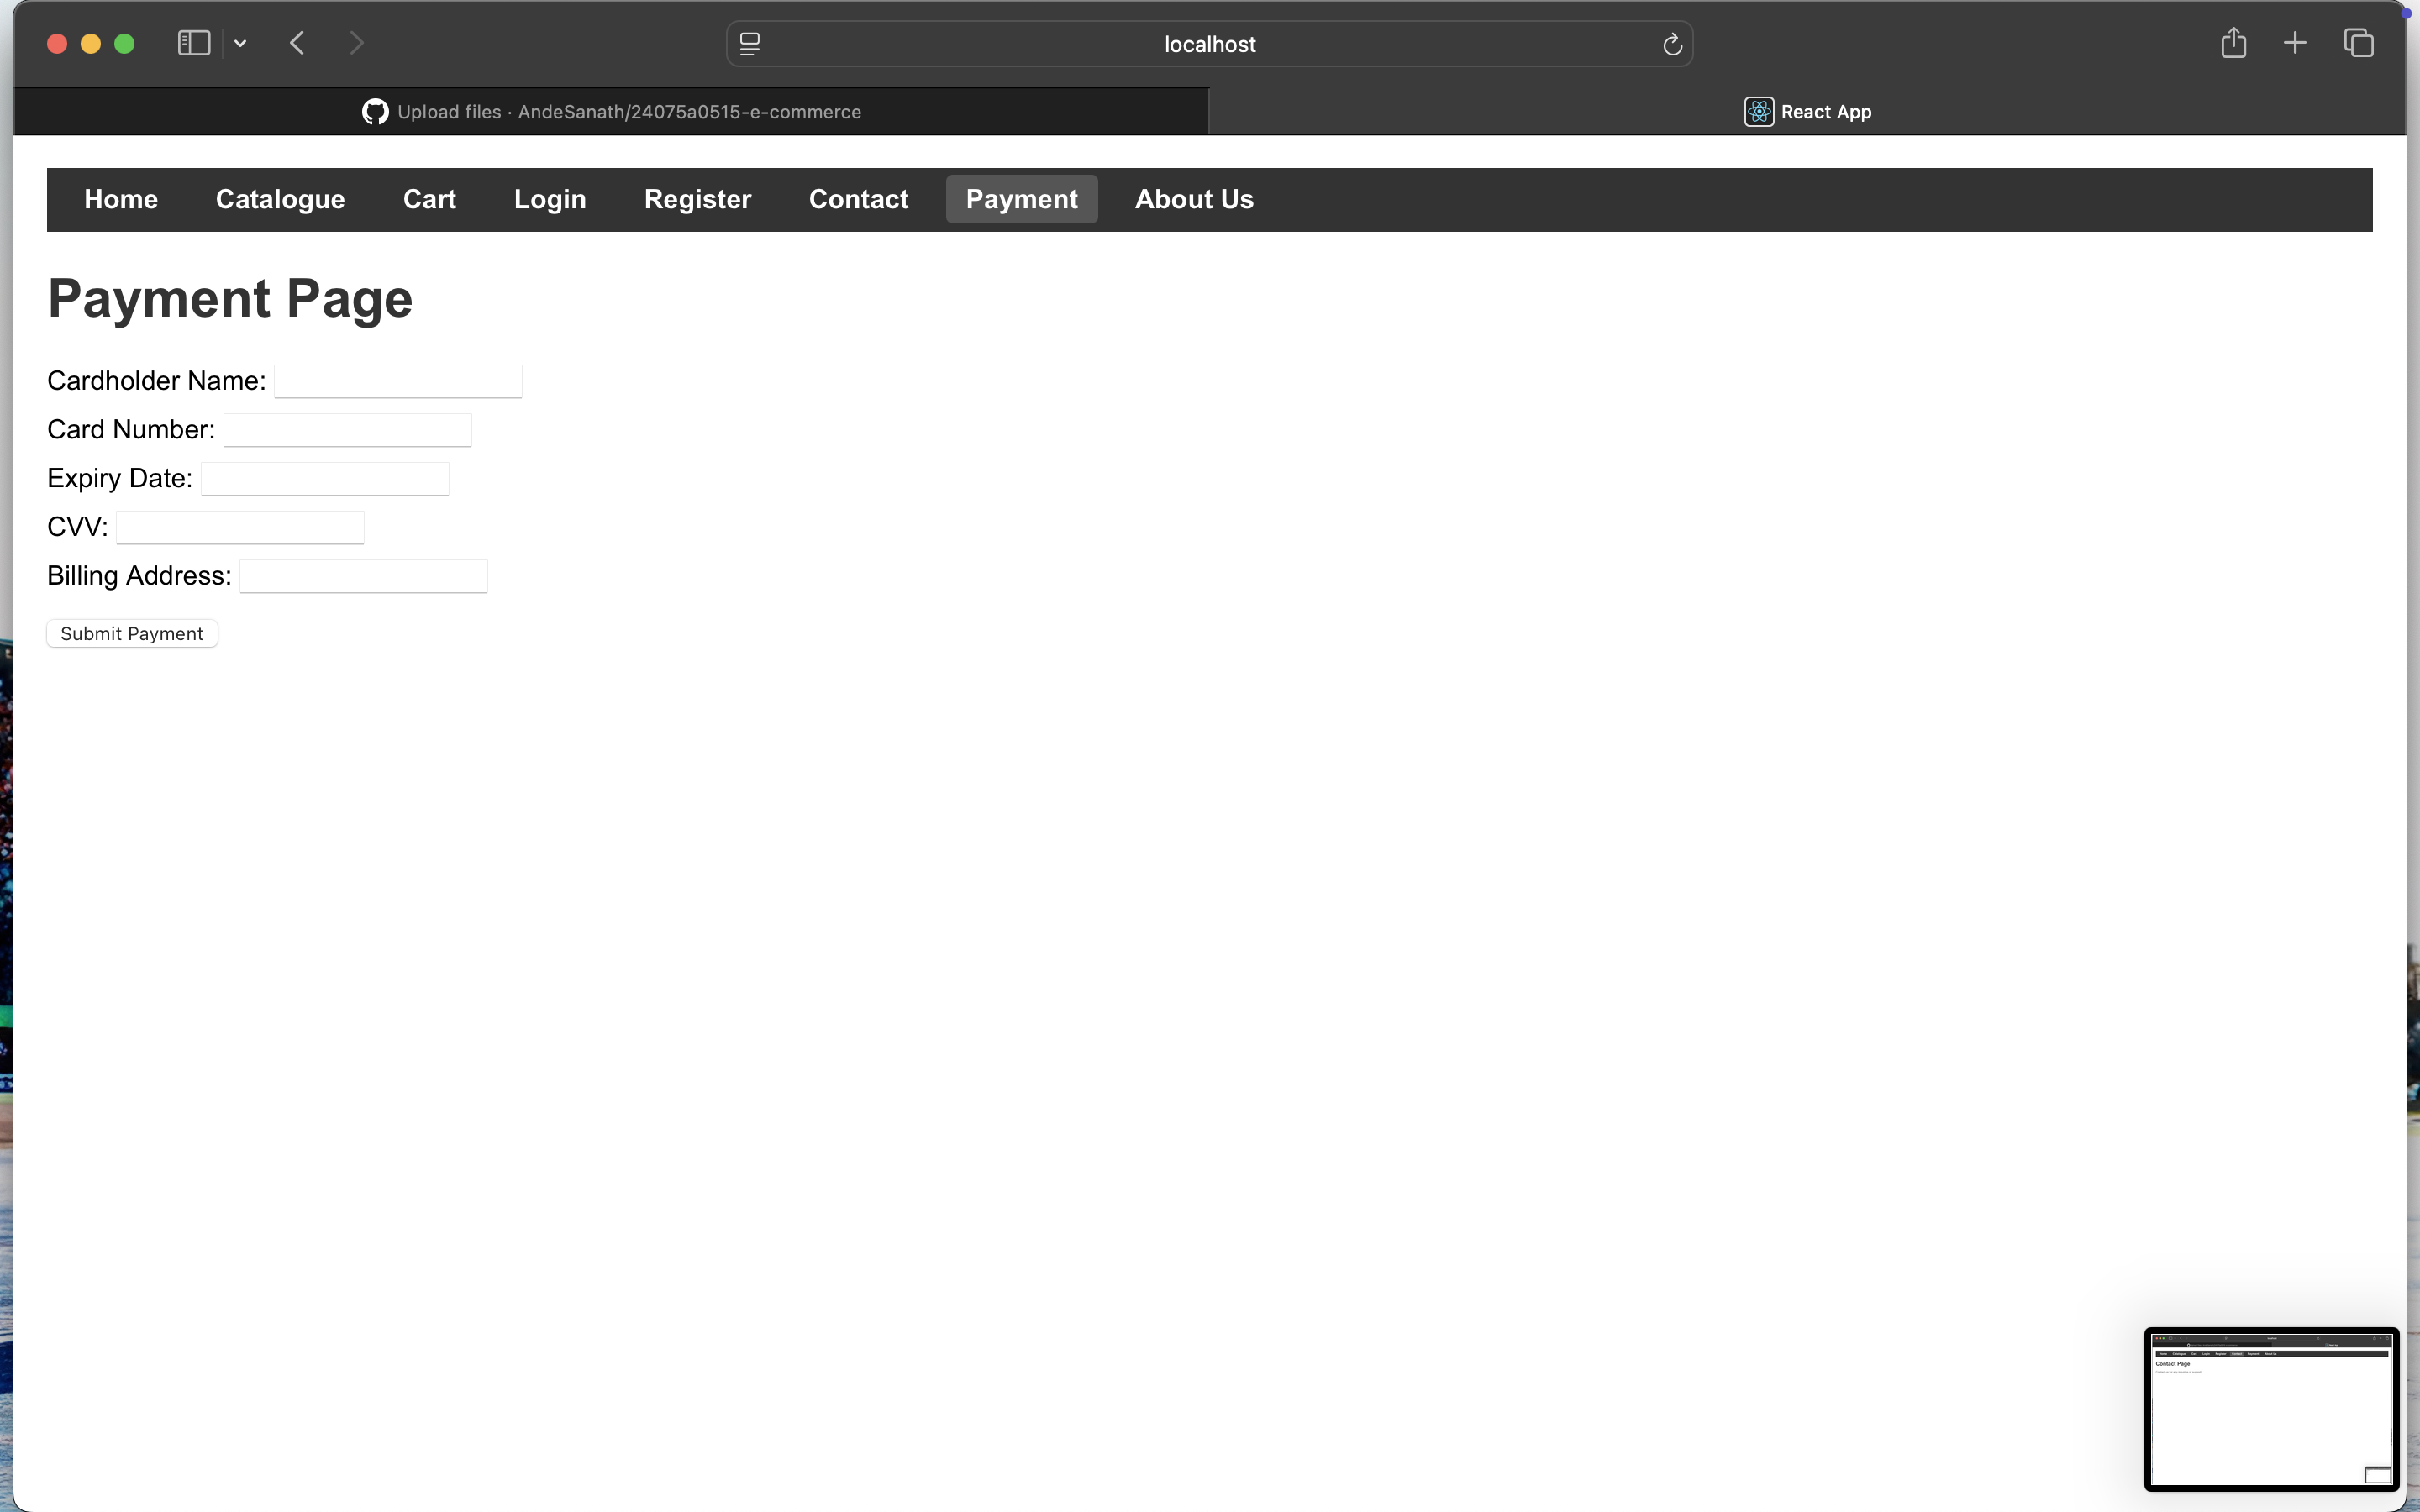 localhost
Upload files · AndeSanath/24075a0515-e-commerce
React App
Home Catalogue Cart Login Register Contact Payment About Us
Payment Page
Cardholder Name:
Card Number:
Expiry Date:
CVV:
Billing Address:
Submit Payment
Contact Page